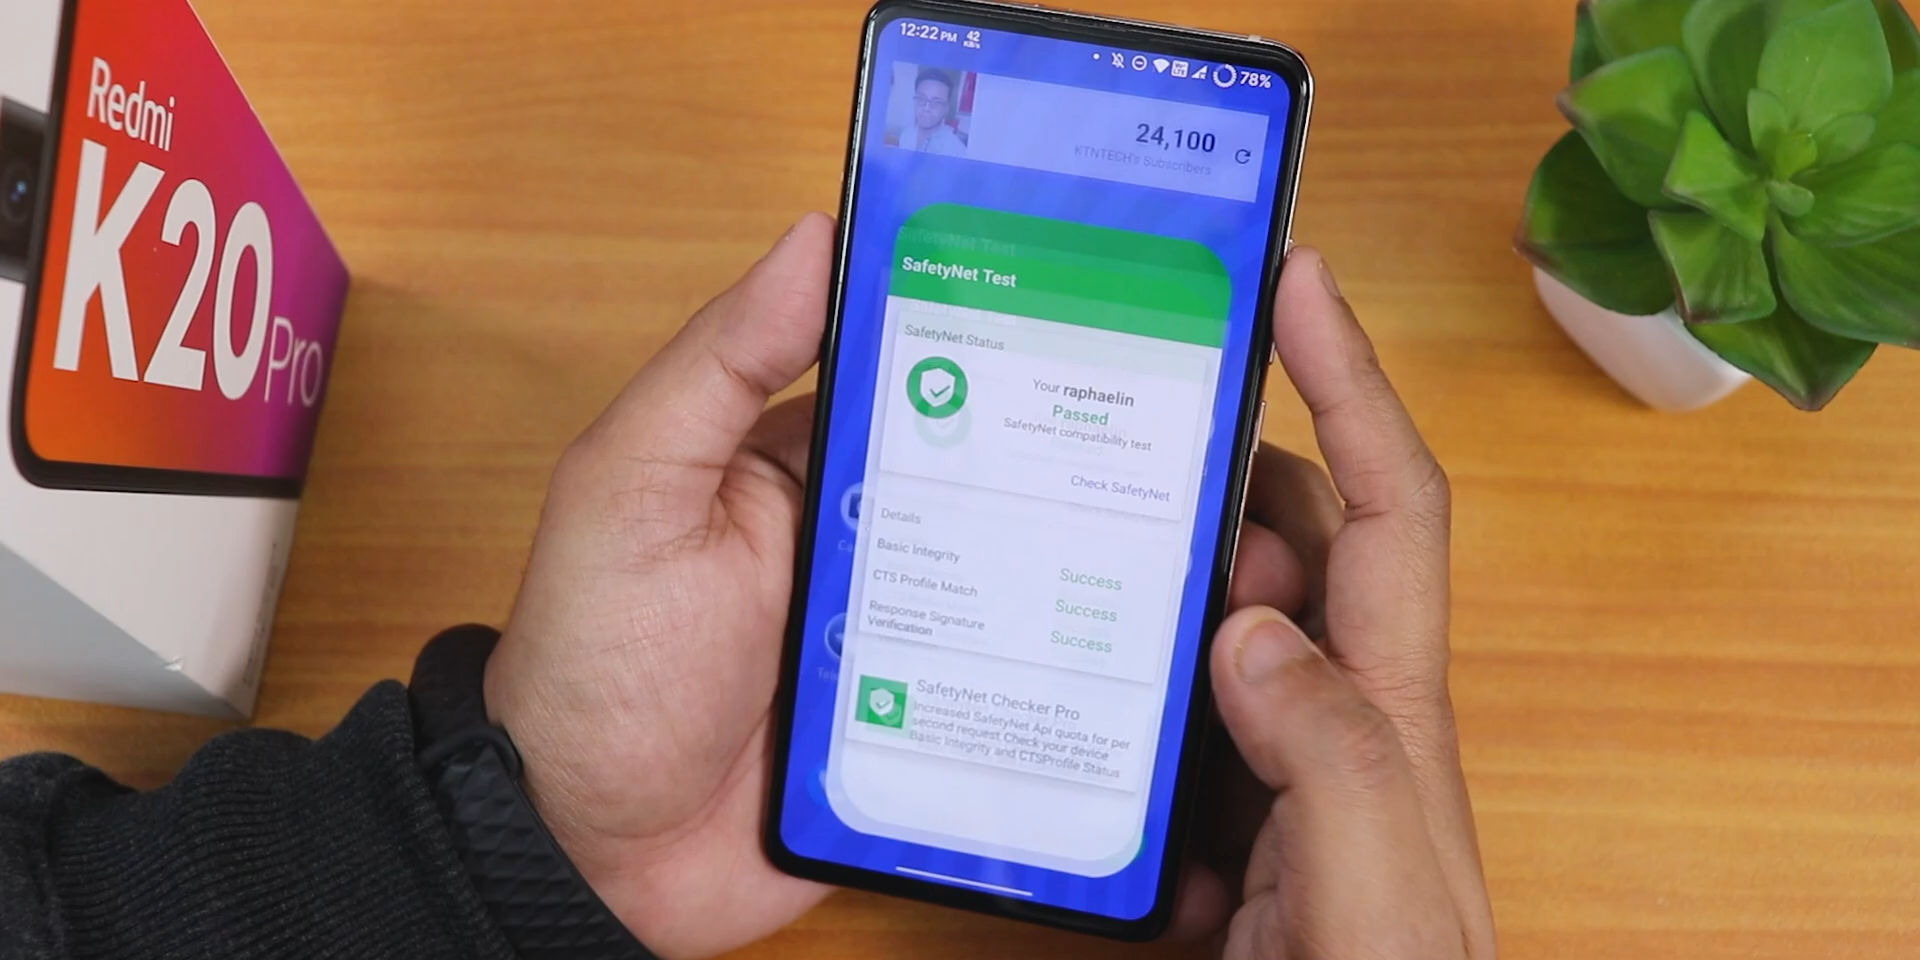 Redmi
K20 Pro
12:22 PM
42
KB/s
78%
24,100
KTNTECH's Subscribers
SafetyNet Test
SafetyNet Test
SafetyNet Status
Your raphaelin
Passed
SafetyNet compatibility test
Check SafetyNet
Details
Basic Integrity
Success
CTS Profile Match
Success
Response Signature
Verification
Success
SafetyNet Checker Pro
Increased SafetyNet Api quota for per
second request.Check your device
Basic Integrity and CTSProfile Status